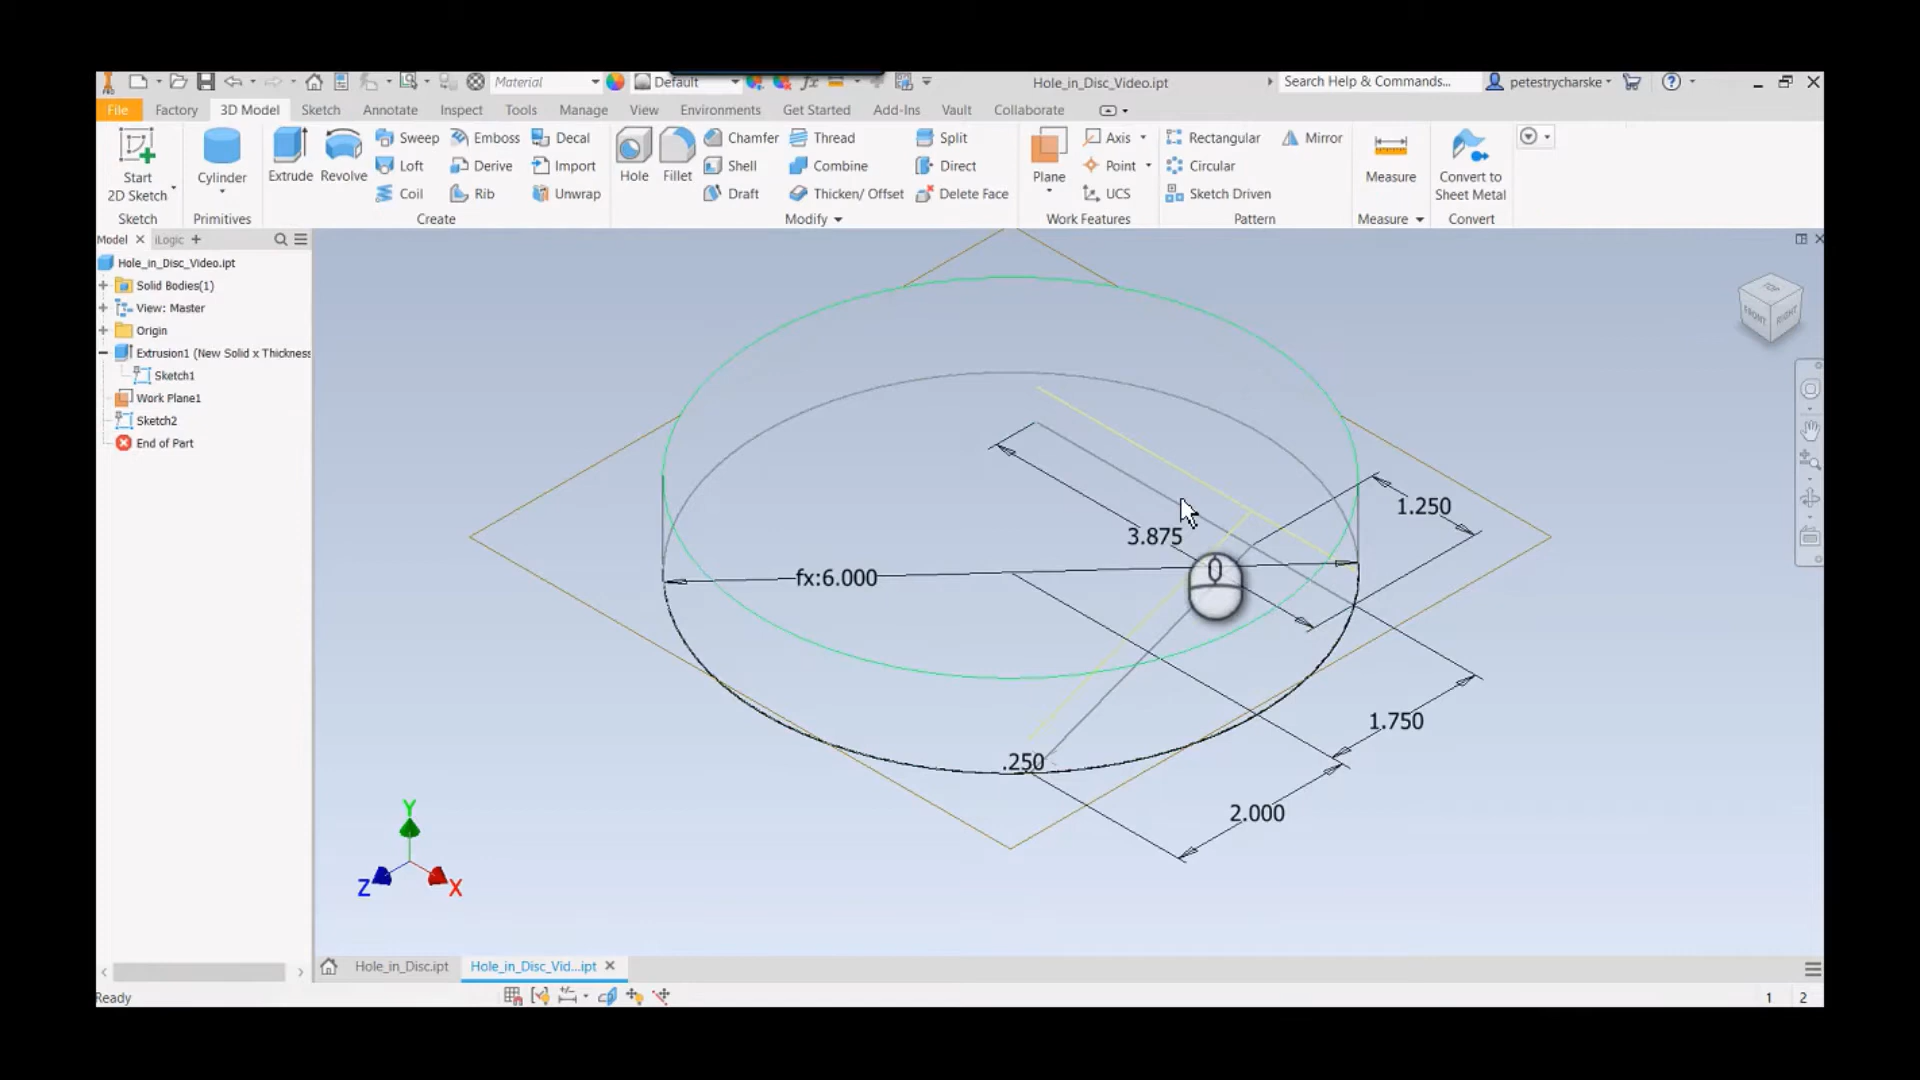 PRO
Material
Default
fx
Hole_in_Disc_Video.ipt
Search Help & Commands...
petestrycharske
File
Factory
3D Model
Sketch
Annotate
Inspect
Tools
Manage
View
Environments
Get Started
Add-Ins
Vault
Collaborate
Start
2D Sketch
Cylinder
Extrude
Revolve
Sweep
Loft
Coil
Emboss
Derive
Rib
Decal
Import
Unwrap
Hole
Fillet
Chamfer
Shell
Draft
Thread
Combine
Thicken/ Offset
Split
Direct
Delete Face
Plane
Axis
Point
UCS
Rectangular
Circular
Sketch Driven
Mirror
Measure
Convert to
Sheet Metal
Sketch
Primitives
Create
Modify
Work Features
Pattern
Measure
Convert
Model
iLogic
Hole_in_Disc_Video.ipt
Solid Bodies(1)
View: Master
Origin
Extrusion1 (New Solid x Thickness
Sketch1
Work Plane1
Sketch2
End of Part
TOP
FRONT
RIGHT
1.250
3.875
fx:6.000
1.750
.250
2.000
Y
Z
X
Hole_in_Disc.ipt
Hole_in_Disc_Vid...ipt
Ready
1
2